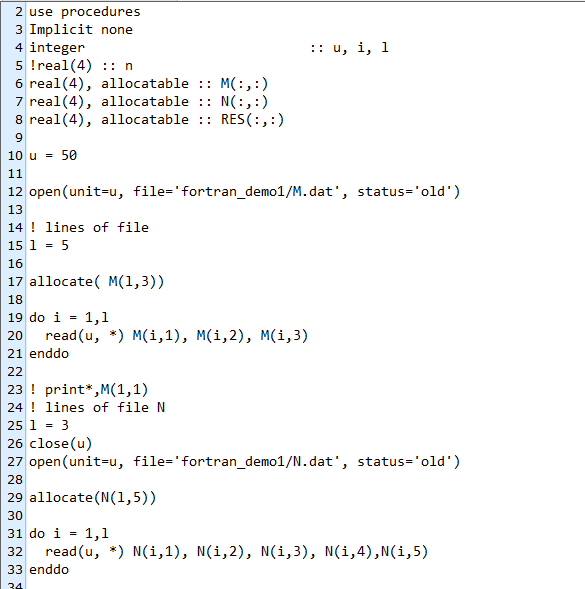 2 use procedures
3 Implicit none
4 integer                            :: u, i, l
5 !real(4) :: n
6 real(4), allocatable :: M(:,:)
7 real(4), allocatable :: N(:,:)
8 real(4), allocatable :: RES(:,:)
9
10 u = 50
11
12 open(unit=u, file='fortran_demo1/M.dat', status='old')
13
14 ! lines of file
15 l = 5
16
17 allocate( M(l,3))
18
19 do i = 1,l
20   read(u, *) M(i,1), M(i,2), M(i,3)
21 enddo
22
23 ! print*,M(1,1)
24 ! lines of file N
25 l = 3
26 close(u)
27 open(unit=u, file='fortran_demo1/N.dat', status='old')
28
29 allocate(N(l,5))
30
31 do i = 1,l
32   read(u, *) N(i,1), N(i,2), N(i,3), N(i,4),N(i,5)
33 enddo
34